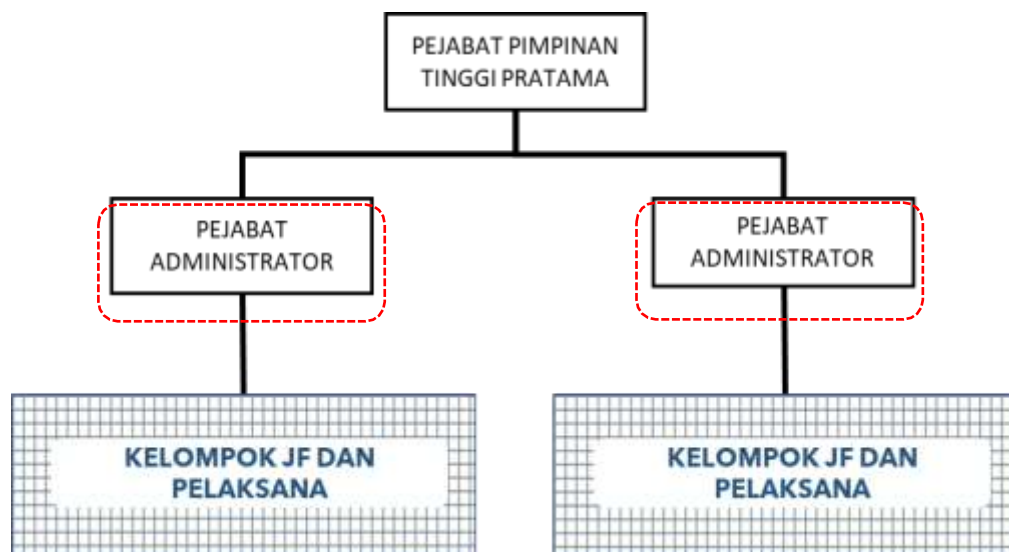 PEJABAT PIMPINAN
TINGGI PRATAMA
PEJABAT
ADMINISTRATOR
PEJABAT
ADMINISTRATOR
KELOMPOK JF DAN
PELAKSANA
KELOMPOK JF DAN
PELAKSANA